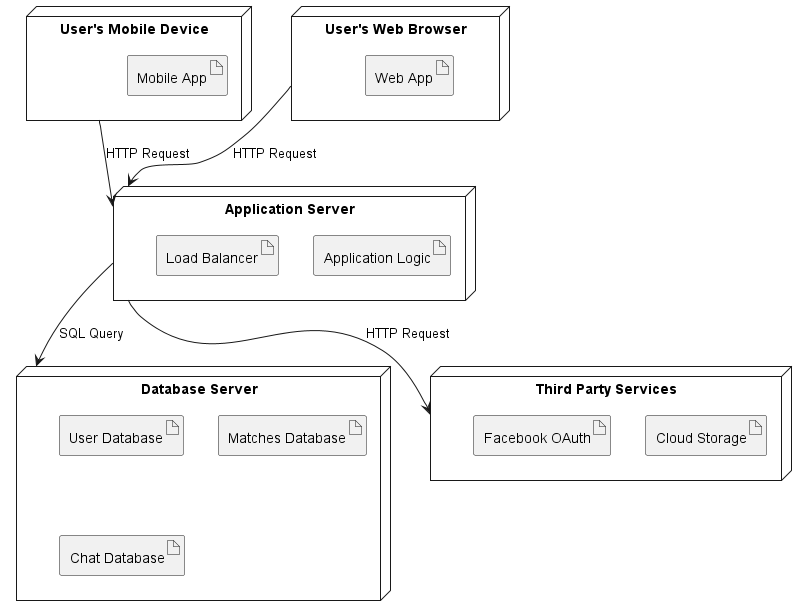 User's Mobile Device
User's Web Browser
Mobile App
Web App
HTTP Request
HTTP Request
Application Server
Load Balancer
Application Logic
SQL Query
HTTP Request
Database Server
Third Party Services
User Database
Matches Database
Facebook OAuth
Cloud Storage
Chat Database